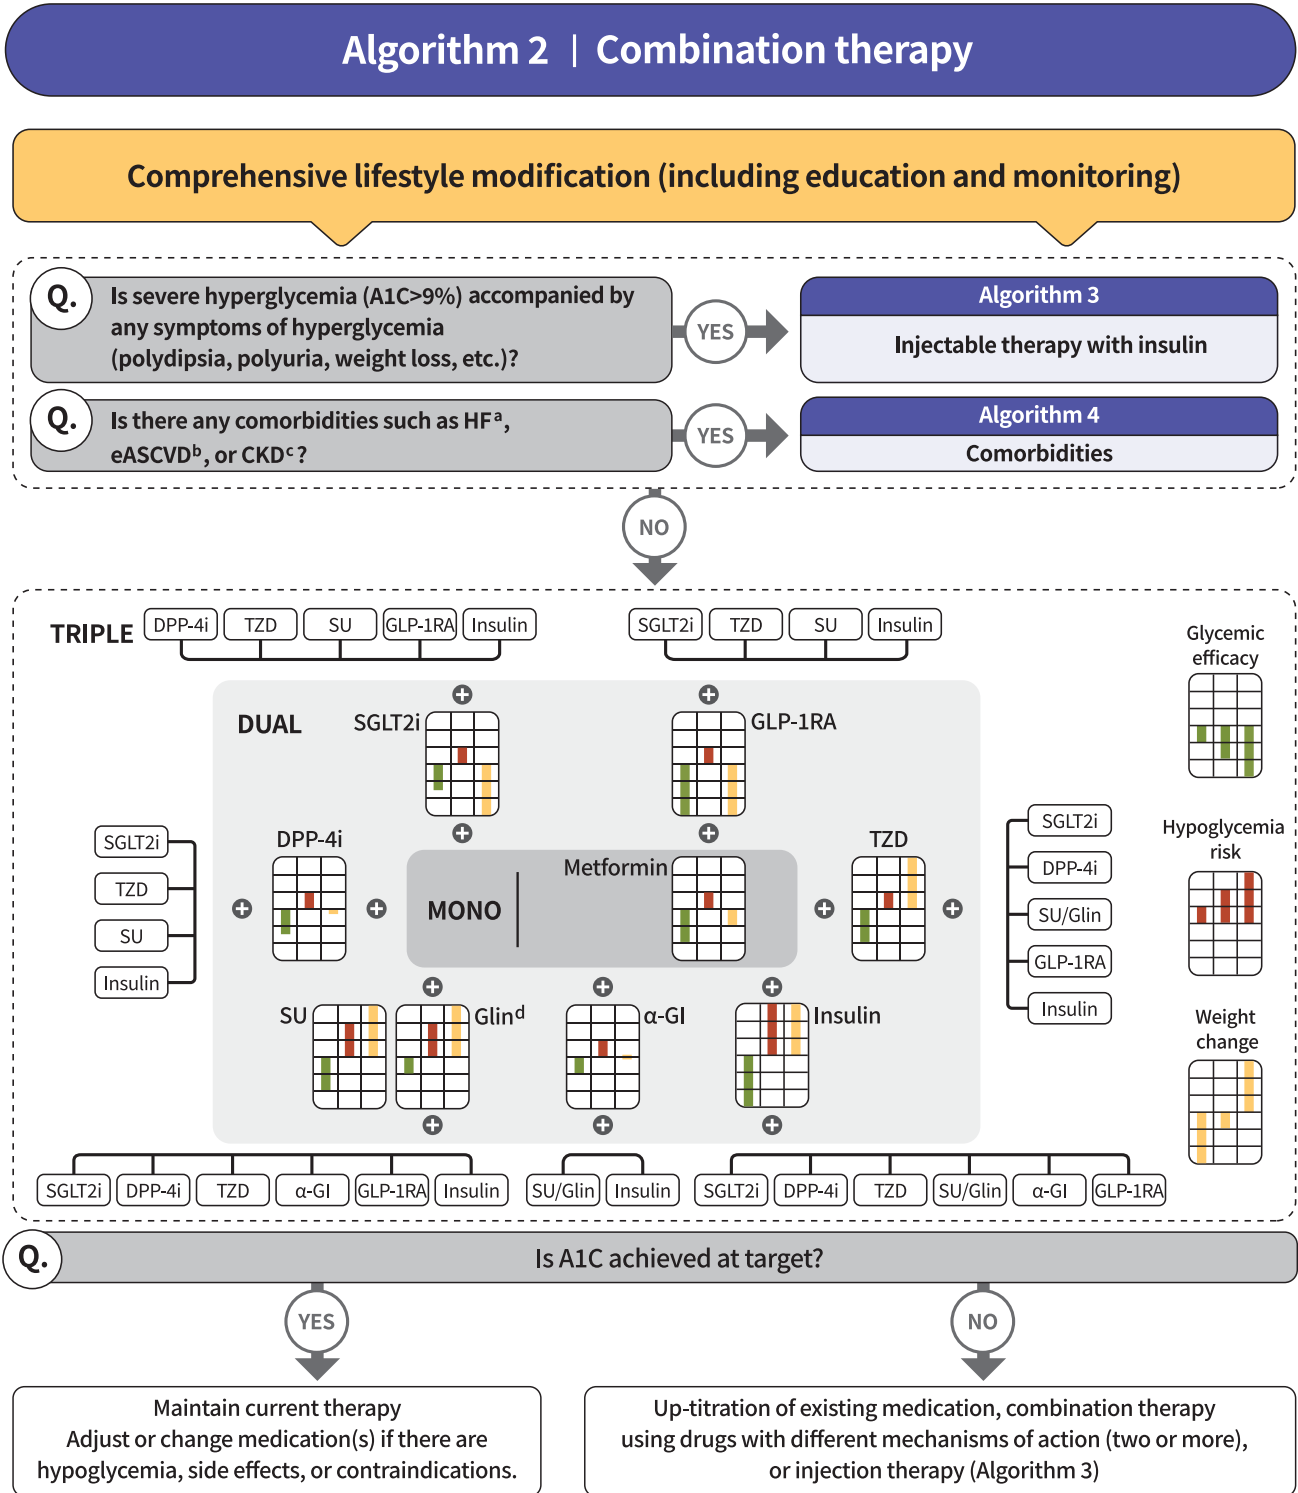 Algorithm 2 | Combination therapy
Comprehensive lifestyle modification (including education and monitoring)
Q.
Is severe hyperglycemia (A1C>9%) accompanied by
any symptoms of hyperglycemia
(polydipsia, polyuria, weight loss, etc.)?
YES
Algorithm 3
Injectable therapy with insulin
Q.
Is there any comorbidities such as HFᵃ,
eASCVDᵇ, or CKDᶜ?
YES
Algorithm 4
Comorbidities
NO
TRIPLE
DPP-4i
TZD
SU
GLP-1RA
Insulin
SGLT2i
TZD
SU
Insulin
Glycemic
efficacy
DUAL
SGLT2i
GLP-1RA
SGLT2i
TZD
SU
Insulin
DPP-4i
MONO
Metformin
TZD
SGLT2i
DPP-4i
SU/Glin
GLP-1RA
Insulin
Hypoglycemia
risk
SU
Glinᵈ
α-GI
Insulin
Weight
change
SGLT2i
DPP-4i
TZD
α-GI
GLP-1RA
Insulin
SU/Glin
Insulin
SGLT2i
DPP-4i
TZD
SU/Glin
α-GI
GLP-1RA
Q.
Is A1C achieved at target?
YES
NO
Maintain current therapy
Adjust or change medication(s) if there are
hypoglycemia, side effects, or contraindications.
Up-titration of existing medication, combination therapy
using drugs with different mechanisms of action (two or more),
or injection therapy (Algorithm 3)